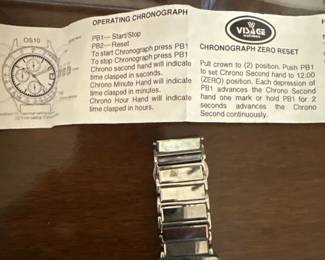 OPERATING CHRONOGRAPH
OS10
PB1— Start/Stop
PB2— Reset
To start Chronograph press PB1
To stop Chronograph press PB1
Chrono second hand will indicate
time clasped in seconds.
Chrono Minute Hand will indicate
time clasped in minutes.
Chrono Hour Hand will indicate
time clasped in hours.
VISAGE
CHRONOGRAPH ZERO RESET
Pull crown to (2) position. Push PB1
to set Chrono Second hand to 12:00
(ZERO) position. Each depression of
PB1 advances the Chrono Second
hand one mark or hold PB1 for 2
seconds advances the Chrono
Second continuously.